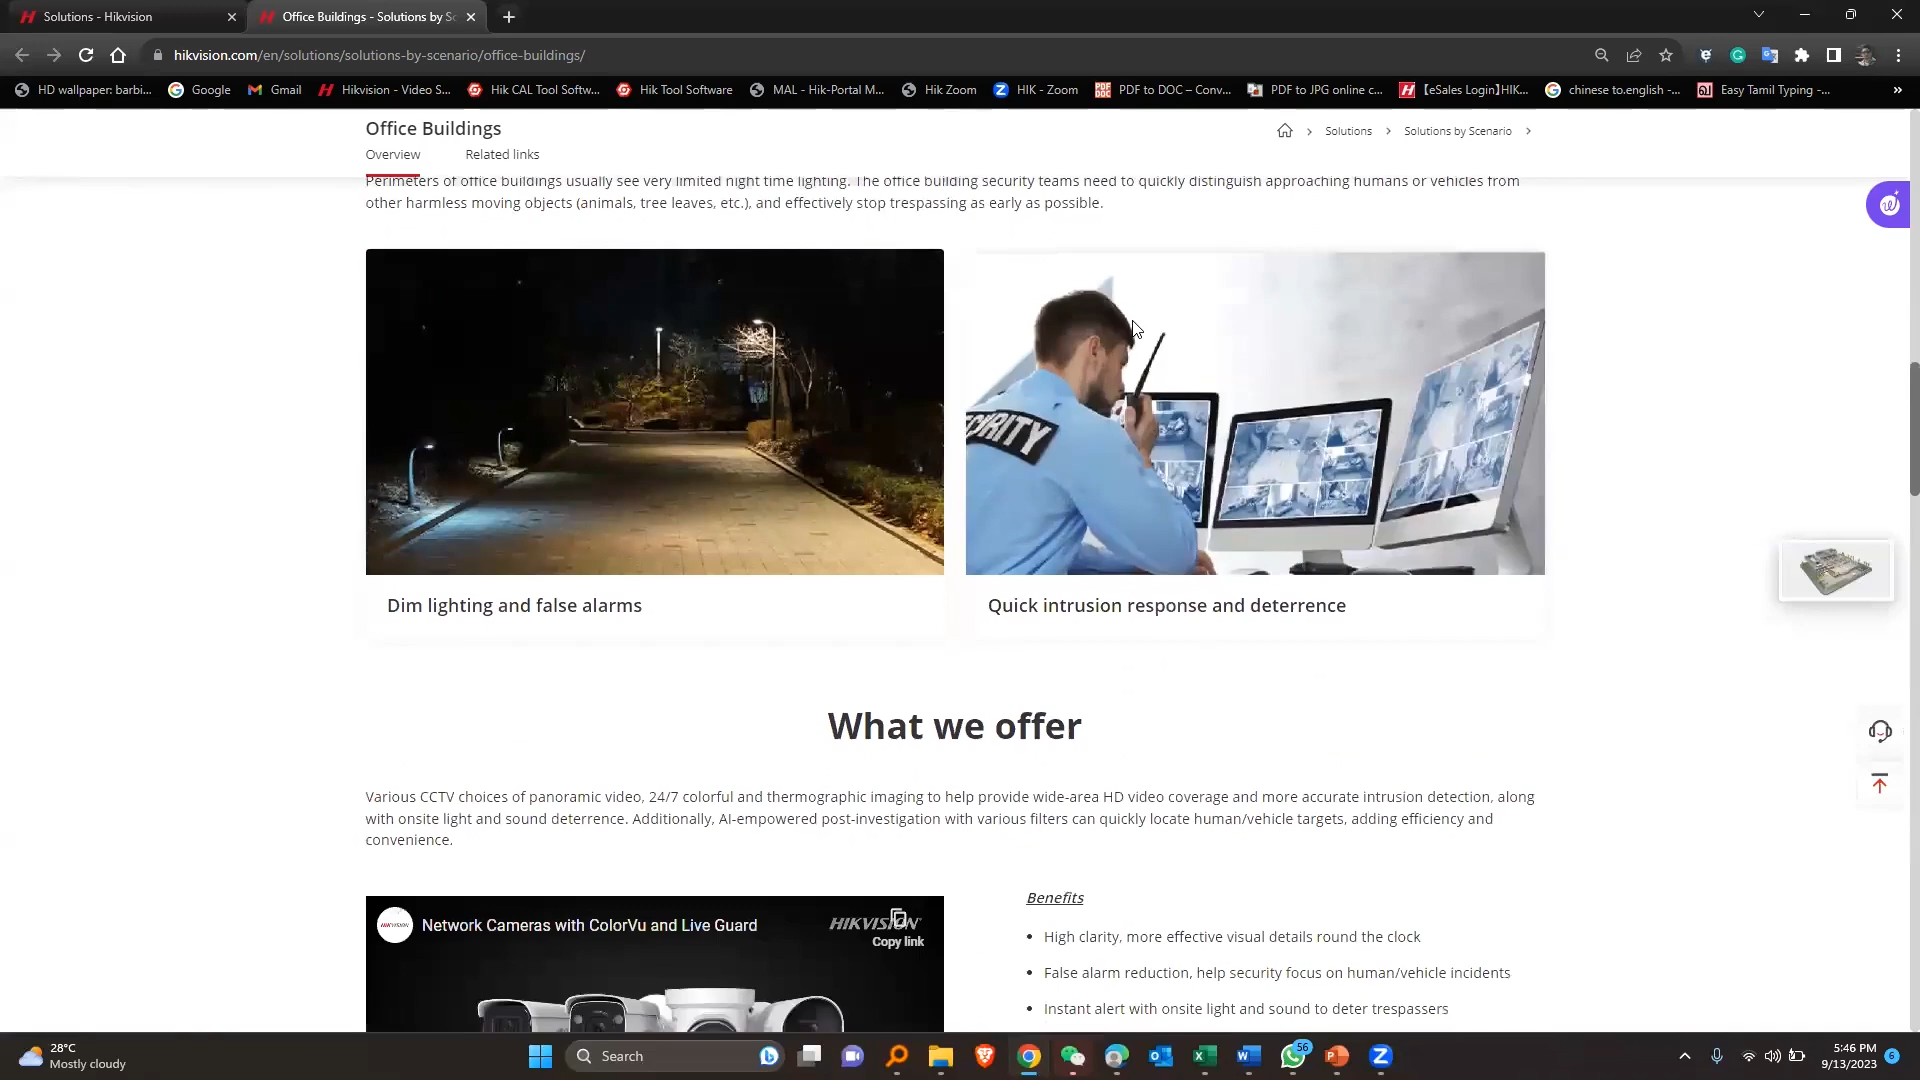 Solutions - Hikvision
Office Buildings - Solutions by Sc
hikvision.com/en/solutions/solutions-by-scenario/office-buildings/
HD wallpaper: barbi...
Google
Gmail
Hikvision - Video S...
Hik CAL Tool Softw...
Hik Tool Software
MAL - Hik-Portal M...
Hik Zoom
HIK - Zoom
PDF to DOC – Conv...
PDF to JPG online c...
【eSales Login】HIK...
chinese to.english -...
Easy Tamil Typing -...
»
Office Buildings
Solutions
Solutions by Scenario
Overview
Related links
Perimeters of office buildings usually see very limited night time lighting. The office building security teams need to quickly distinguish approaching humans or vehicles from
other harmless moving objects (animals, tree leaves, etc.), and effectively stop trespassing as early as possible.
Dim lighting and false alarms
Quick intrusion response and deterrence
What we offer
Various CCTV choices of panoramic video, 24/7 colorful and thermographic imaging to help provide wide-area HD video coverage and more accurate intrusion detection, along
with onsite light and sound deterrence. Additionally, AI-empowered post-investigation with various filters can quickly locate human/vehicle targets, adding efficiency and
convenience.
Network Cameras with ColorVu and Live Guard
HIKVISION
Copy link
Benefits
• High clarity, more effective visual details round the clock
• False alarm reduction, help security focus on human/vehicle incidents
• Instant alert with onsite light and sound to deter trespassers
28°C
Mostly cloudy
Search
56
5:46 PM
9/13/2023
6